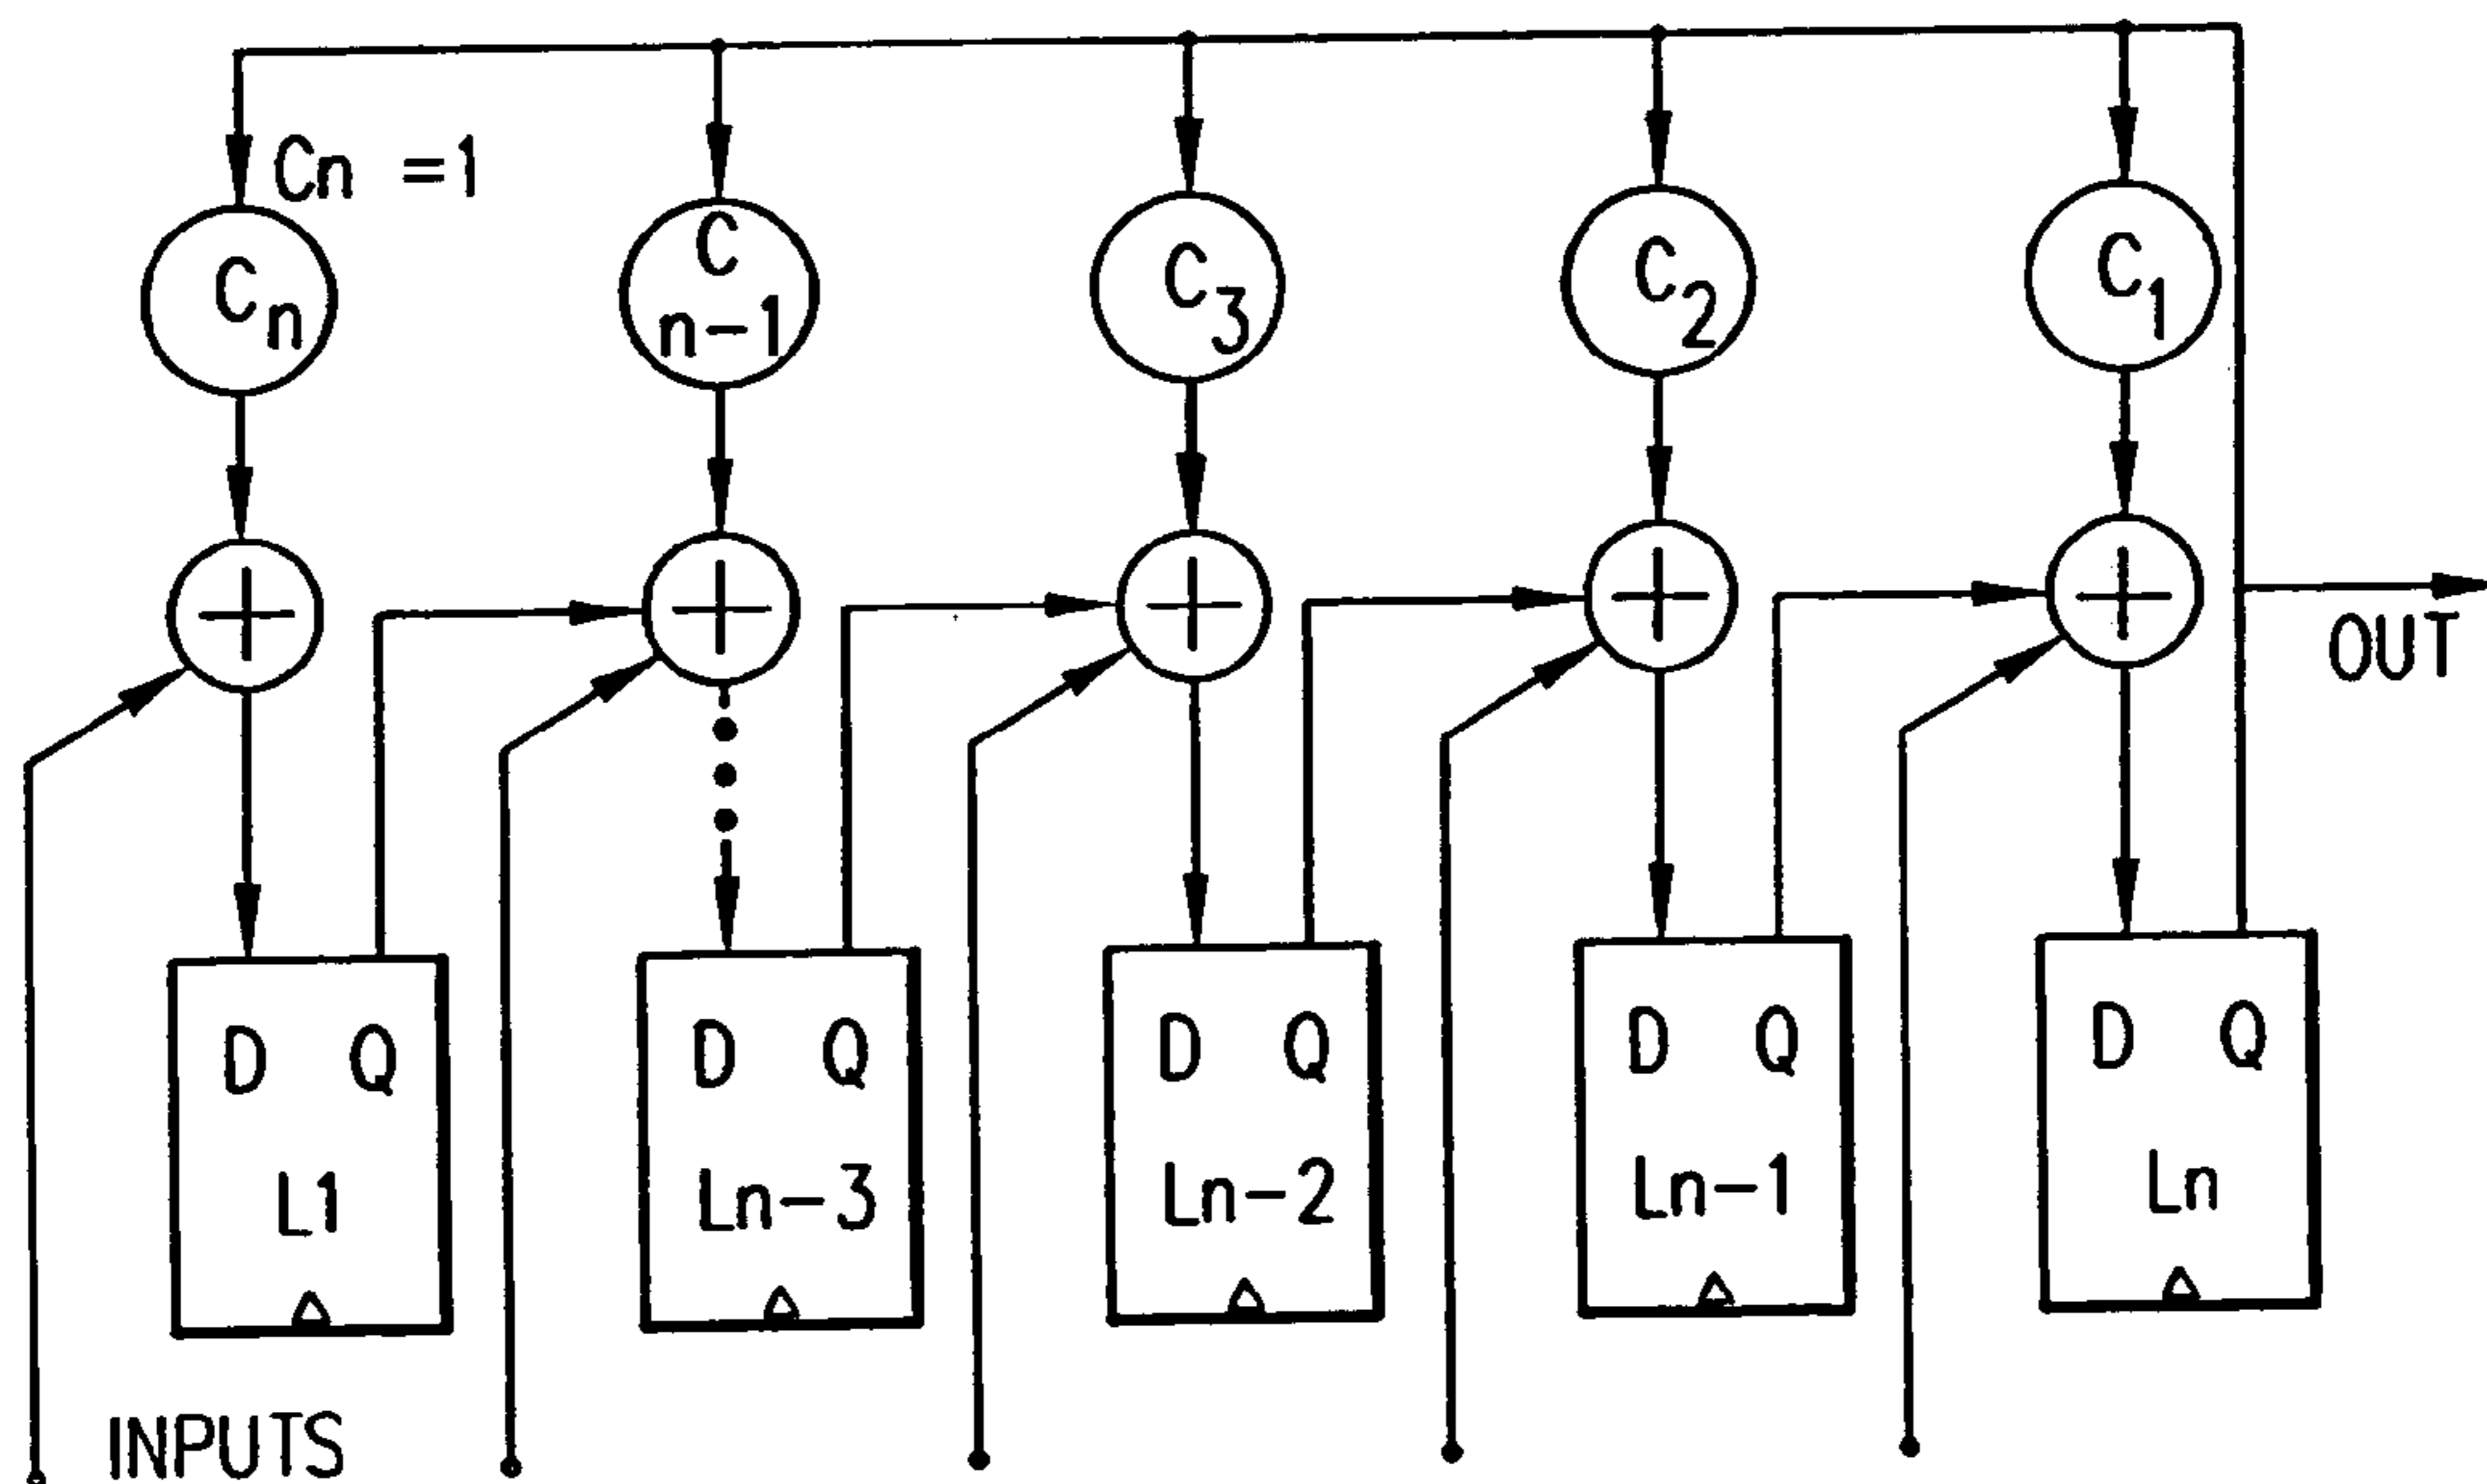 Cn =1
Cn
C
n-1
C3
C2
C1
OUT
D Q
L1
D Q
Ln-3
D Q
Ln-2
D Q
Ln-1
D Q
Ln
INPUTS